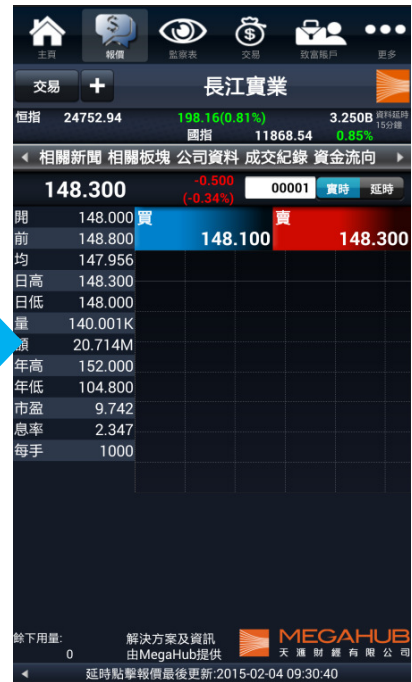 主頁 報價 監察表 交易 致富賬戶 更多
交易 + 長江實業
恒指 24752.94 198.16(0.81%) 3.250B 資料延時
15分鐘
國指 11868.54 0.85%
相關新聞 相關板塊 公司資料 成交紀錄 資金流向
148.300 -0.500 00001 實時 延時
(-0.34%)
開 148.000 買 賣
前 148.800 148.100 148.300
均 147.956
日高 148.300
日低 148.000
量 140.001K
額 20.714M
年高 152.000
年低 104.800
市盈 9.742
息率 2.347
每手 1000
餘下用量: 解決方案及資訊 MEGAHUB
0 由MegaHub提供 天滙財經有限公司
延時點擊報價最後更新:2015-02-04 09:30:40